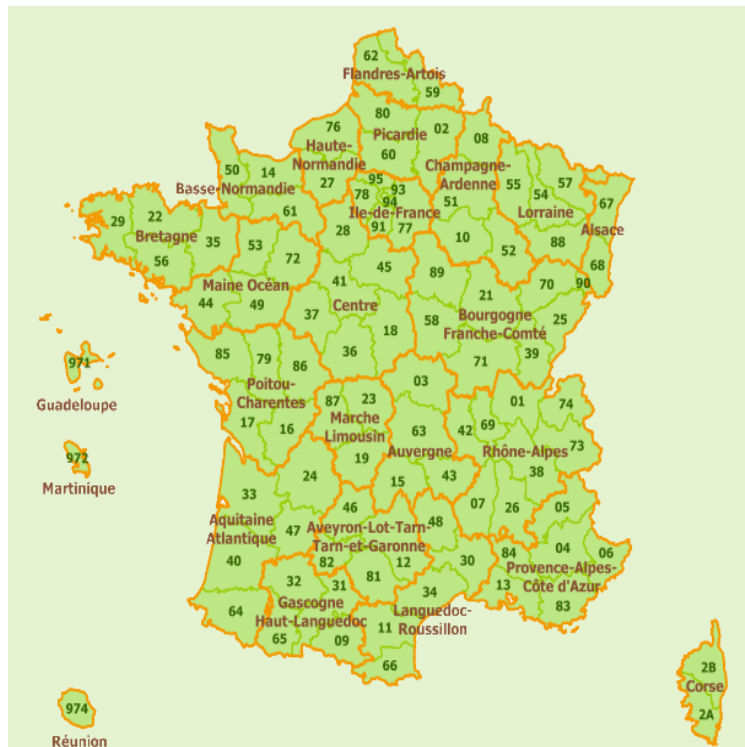 62
Flandres-Artois
59
80
02
76
Picardie
08
Haute-
Normandie
60
Champagne-
Ardenne
50
14
27
95
93
78
94
Ile-de-France
91
77
51
55
57
54
Lorraine
67
Basse-Normandie
61
28
10
52
88
Alsace
68
29
22
Bretagne
35
56
53
72
Maine Océan
44
49
41
45
Centre
37
18
36
89
21
70
90
Bourgogne
Franche-Comté
58
25
39
71
85
79
86
Poitou-
Charentes
17
16
87
23
Marche
Limousin
19
03
63
Auvergne
15
43
01
74
42
69
Rhône-Alpes
73
38
07
26
971
Guadeloupe
972
Martinique
24
33
Aquitaine
Atlantique
47
40
64
46
Aveyron-Lot-Tarn-
Tarn-et-Garonne
82
12
81
48
30
34
Languedoc-
Roussillon
11
66
32
31
Gascogne
Haut-Languedoc
65
09
05
84
04
06
Provence-Alpes-
Côte d'Azur
13
83
2B
Corse
2A
974
Réunion